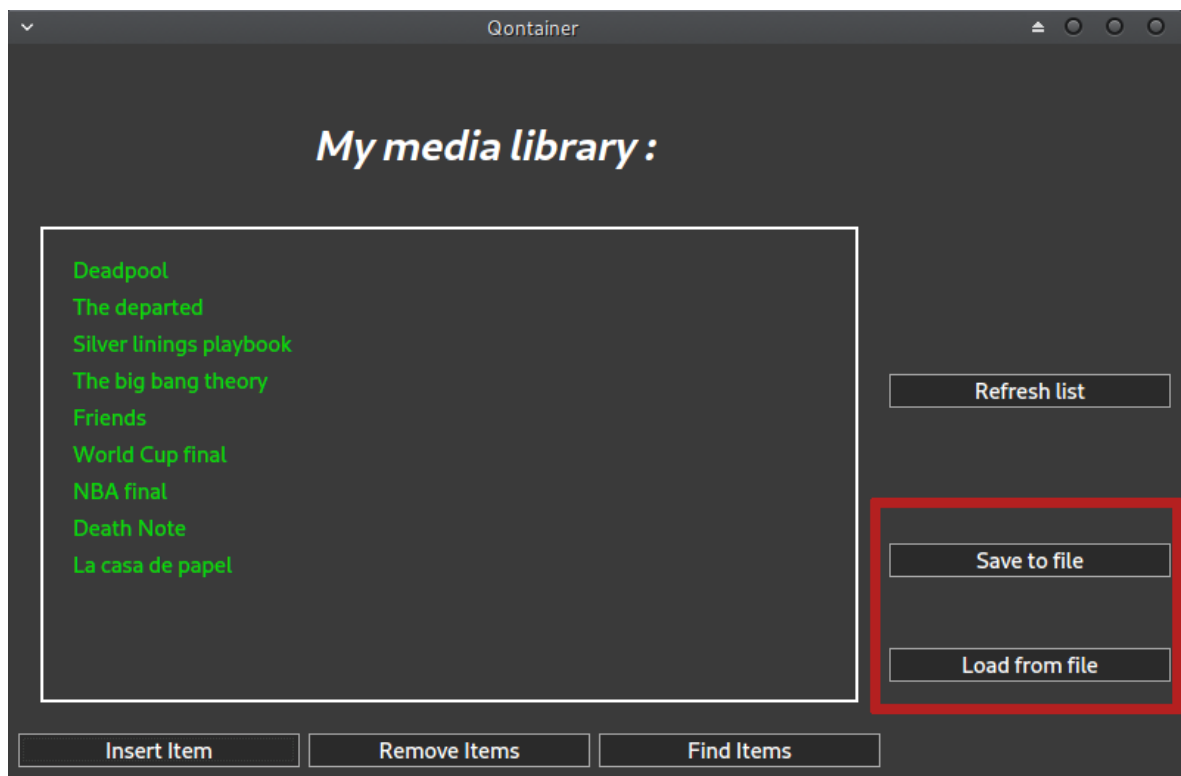 Qontainer
My media library :
Deadpool
The departed
Silver linings playbook
The big bang theory
Friends
World Cup final
NBA final
Death Note
La casa de papel
Refresh list
Save to file
Load from file
Insert Item
Remove Items
Find Items